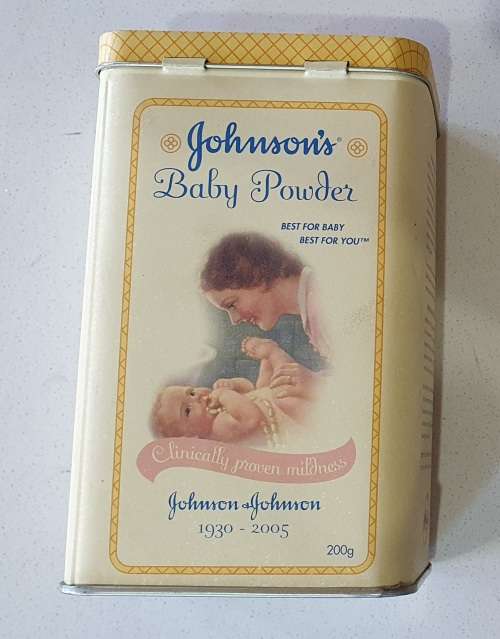 Johnson's®
Baby Powder
BEST FOR BABY
BEST FOR YOU™
Clinically proven mildness
Johnson & Johnson
1930 - 2005
200g